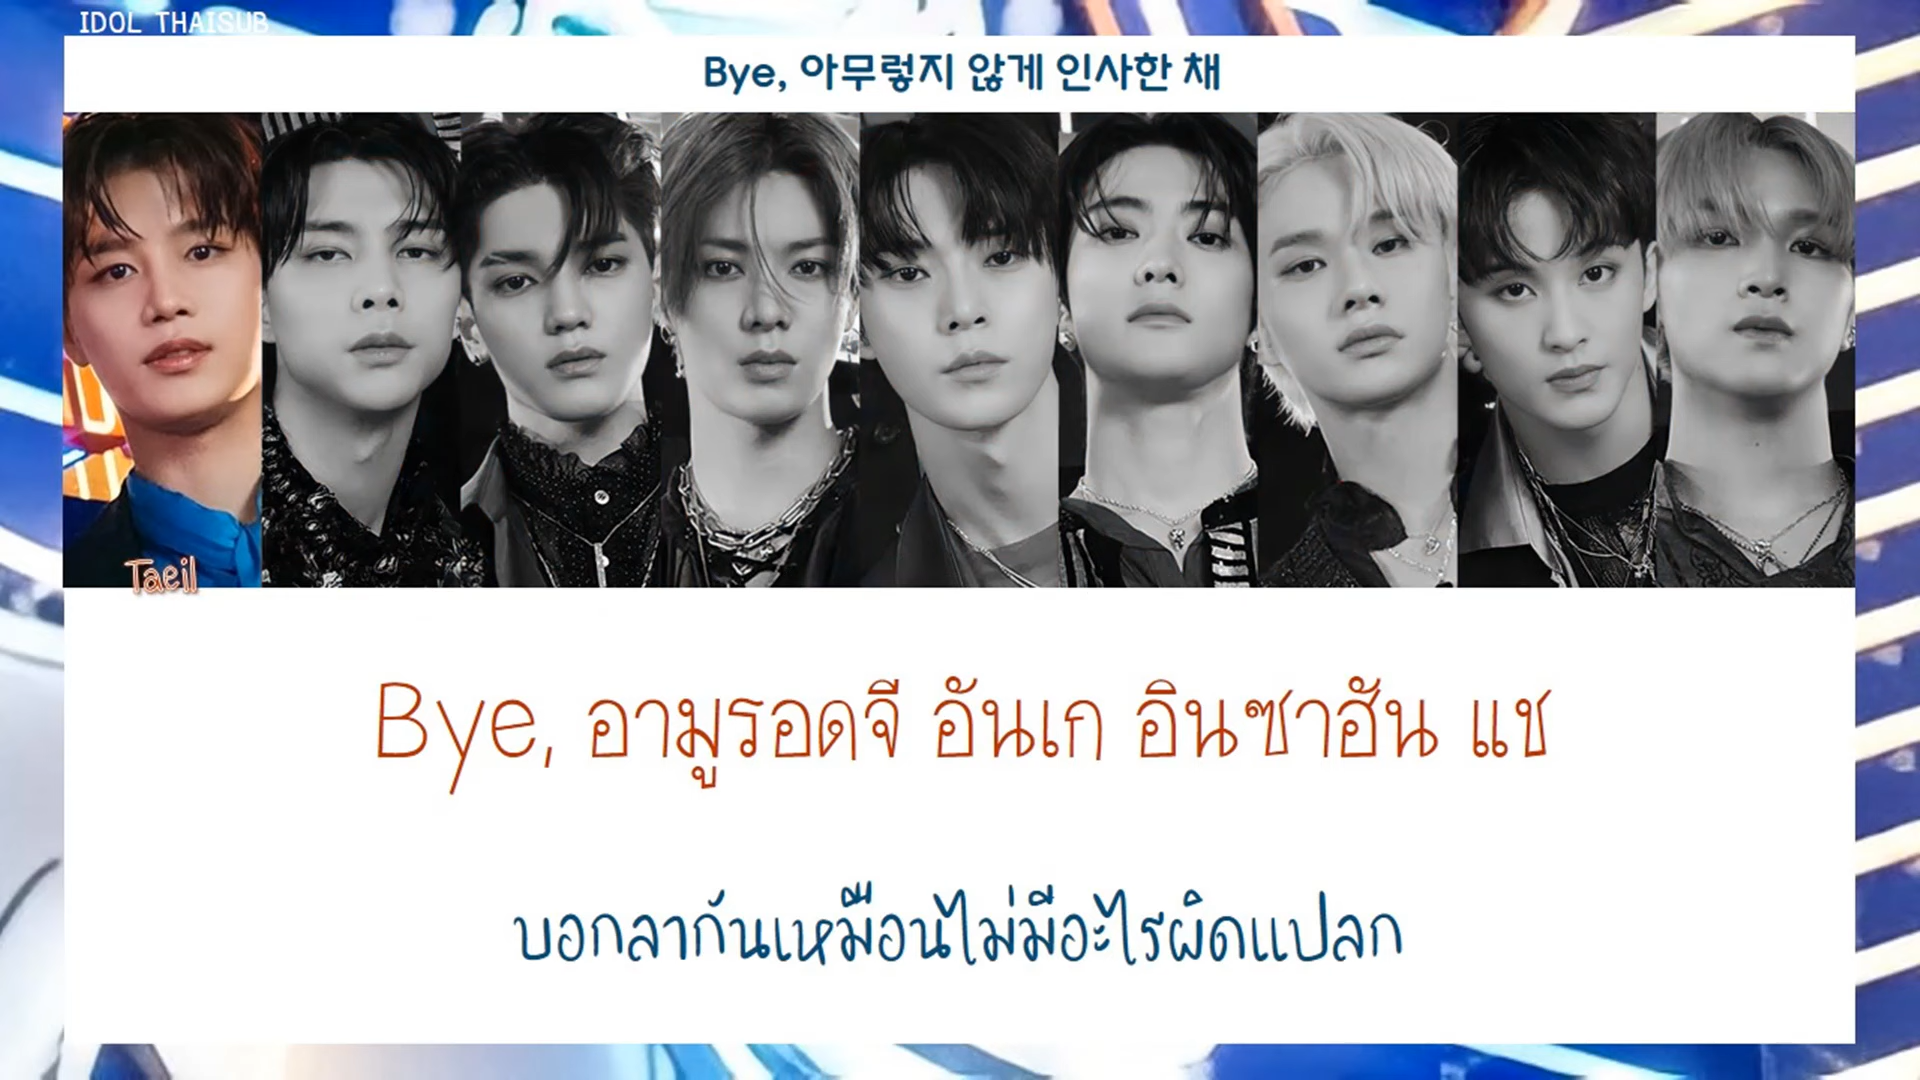 IDOL THAISUB
Bye, 아무렇지 않게 인사한 채
Taeil
Bye, อามูรอดจี อันเก อินซาฮัน แช
บอกลากันเหมือนไม่มีอะไรผิดแปลก